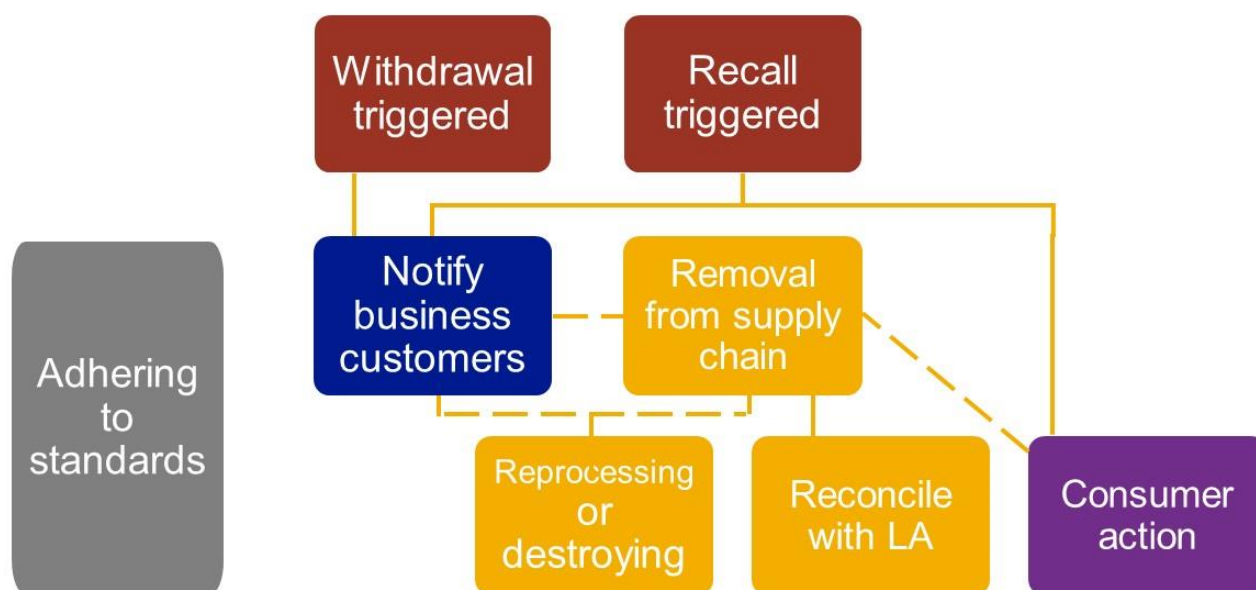 Withdrawal
triggered
Recall
triggered
Adhering
to
standards
Notify
business
customers
Removal
from supply
chain
Reprocessing
or
destroying
Reconcile
with LA
Consumer
action